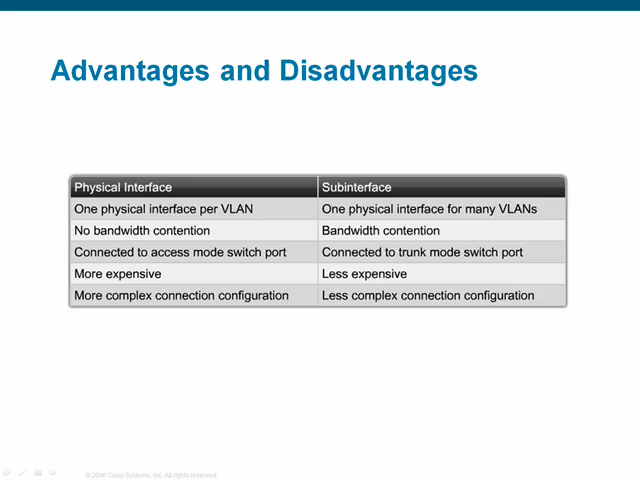 Advantages and Disadvantages
Physical Interface Subinterface
One physical interface per VLAN One physical interface for many VLANs
No bandwidth contention Bandwidth contention
Connected to access mode switch port Connected to trunk mode switch port
More expensive Less expensive
More complex connection configuration Less complex connection configuration
© 2006 Cisco Systems, Inc. All rights reserved.